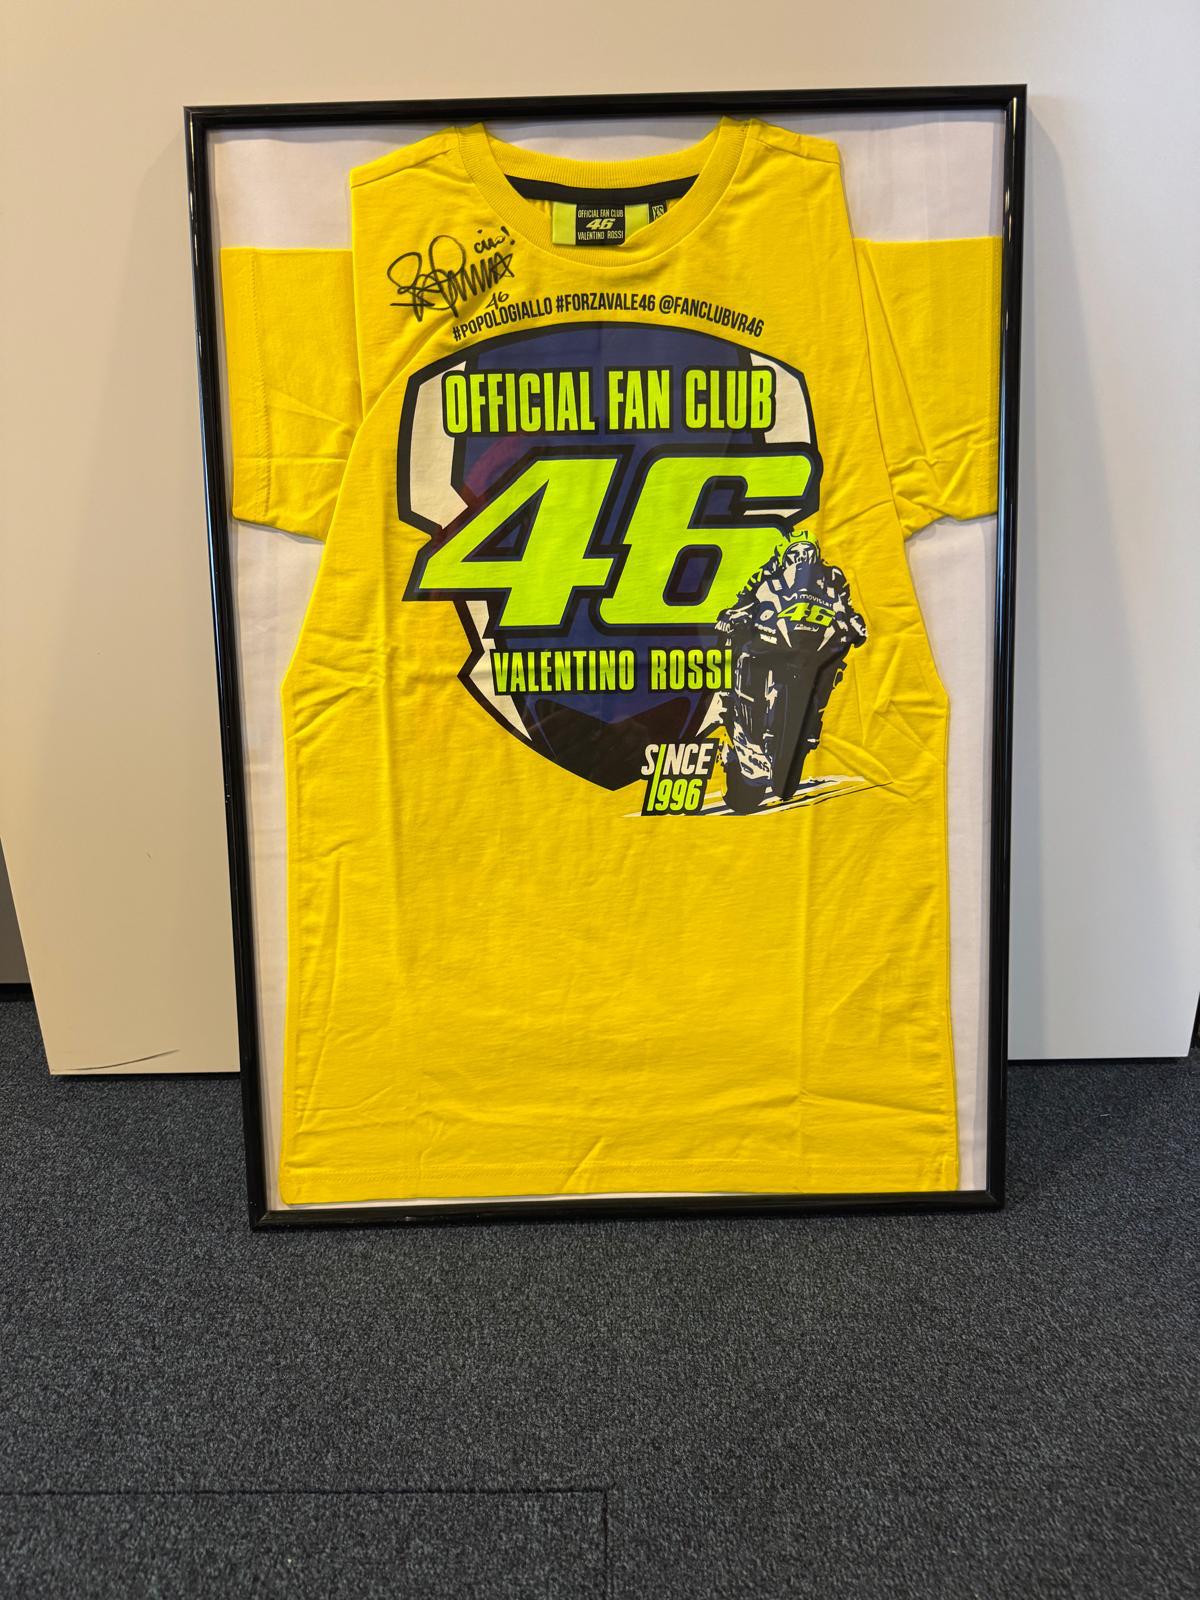 OFFICIAL FAN CLUB
46
VALENTINO ROSSI
XS
ciao!
46
#POPOLOGIALLO #FORZAVALE46 @FANCLUBVR46
OFFICIAL FAN CLUB
46
VALENTINO ROSSI
movistar
46
SINCE
1996